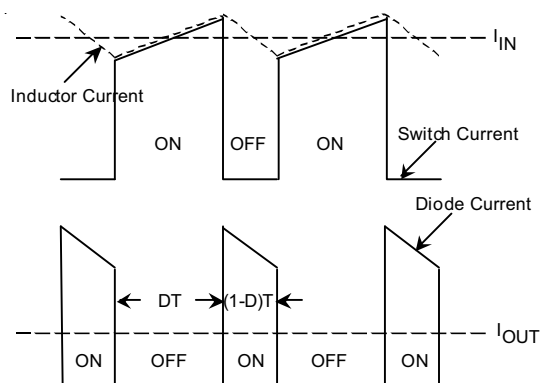 I_IN
Inductor Current
ON
OFF
ON
Switch Current
Diode Current
DT
(1-D)T
I_OUT
ON
OFF
ON
OFF
ON